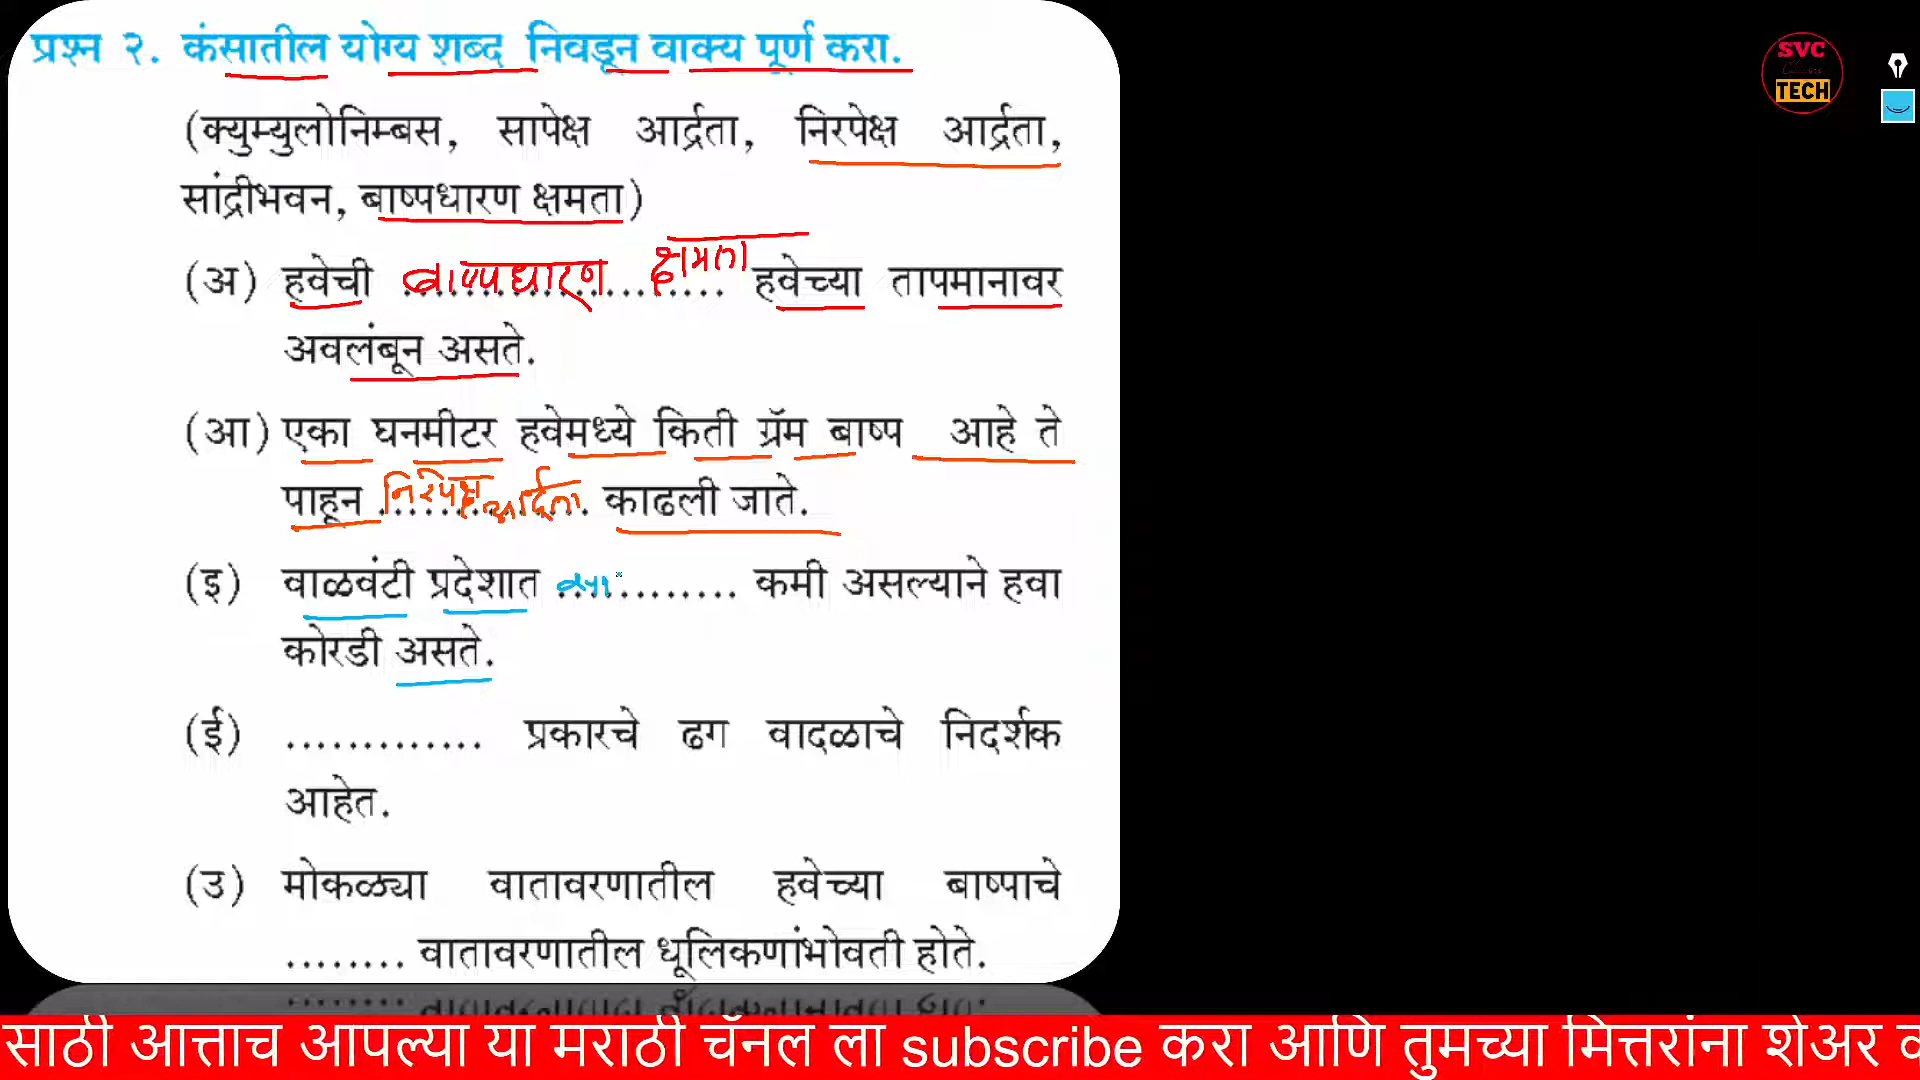 प्रश्न २. कंसातील योग्य शब्द निवडून वाक्य पूर्ण करा.
SVC
TECH
(क्युम्युलोनिम्बस, सापेक्ष आर्द्रता, निरपेक्ष आर्द्रता,
सांद्रीभवन, बाष्पधारण क्षमता)
(अ) हवेची बाष्पधारण क्षमता हवेच्या तापमानावर
अवलंबून असते.
(आ) एका घनमीटर हवेमध्ये किती ग्रॅम बाष्प आहे ते
पाहून निरपेक्ष आर्द्रता काढली जाते.
(इ) वाळवंटी प्रदेशात ............ कमी असल्याने हवा
कोरडी असते.
(ई) ............. प्रकारचे ढग वादळाचे निदर्शक
आहेत.
(उ) मोकळ्या वातावरणातील हवेच्या बाष्पाचे
........ वातावरणातील धूलिकणांभोवती होते.
साठी आत्ताच आपल्या या मराठी चॅनल ला subscribe करा आणि तुमच्या मित्तरांना शेअर